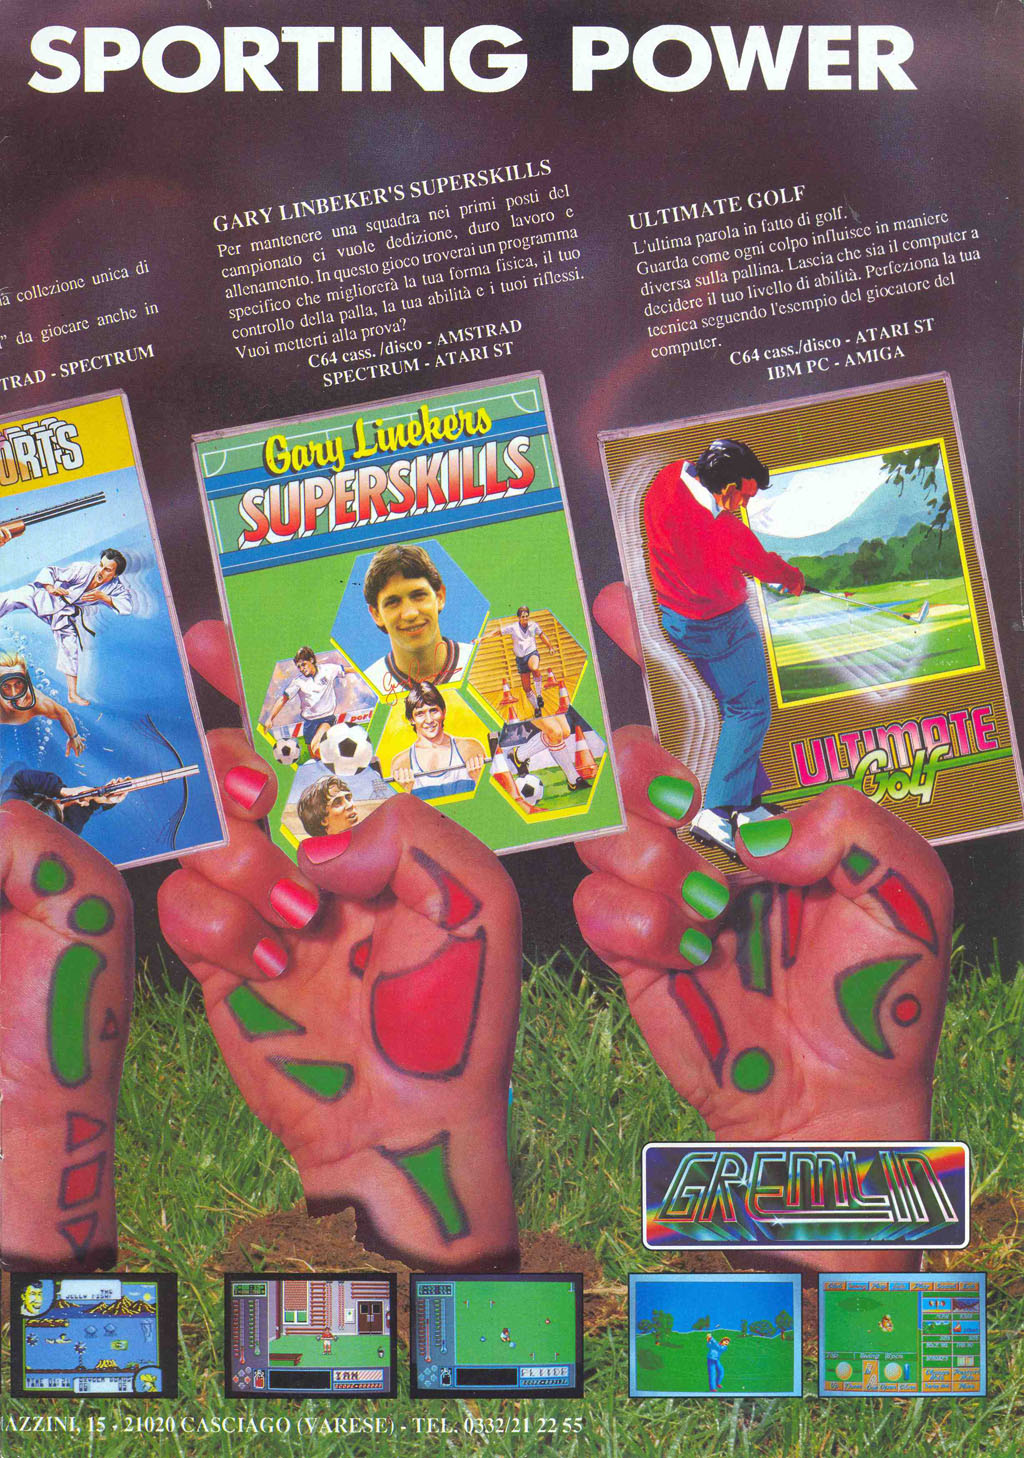 SPORTING POWER
collezione unica di
da giocare anche in
TRAD - SPECTRUM
GARY LINBEKER'S SUPERSKILLS
Per mantenere una squadra nei primi posti del
campionato ci vuole dedizione, duro lavoro e
allenamento. In questo gioco troverai un programma
specifico che migliorerà la tua forma fisica, il tuo
controllo della palla, la tua abilità e i tuoi riflessi.
Vuoi metterti alla prova?
C64 cass. /disco - AMSTRAD
SPECTRUM - ATARI ST
ULTIMATE GOLF
L'ultima parola in fatto di golf.
Guarda come ogni colpo influisce in maniere
diversa sulla pallina. Lascia che sia il computer a
decidere il tuo livello di abilità. Perfeziona la tua
tecnica seguendo l'esempio del giocatore del
computer.
C64 cass./disco - ATARI ST
IBM PC - AMIGA
ORTS
Gary Linekers
SUPERSKILLS
ULTIMATE
Golf
GREMLIN
THE
JELLY FISH
AZZINI, 15 - 21020 CASCIAGO (VARESE) - TEL. 0332/21 22 55